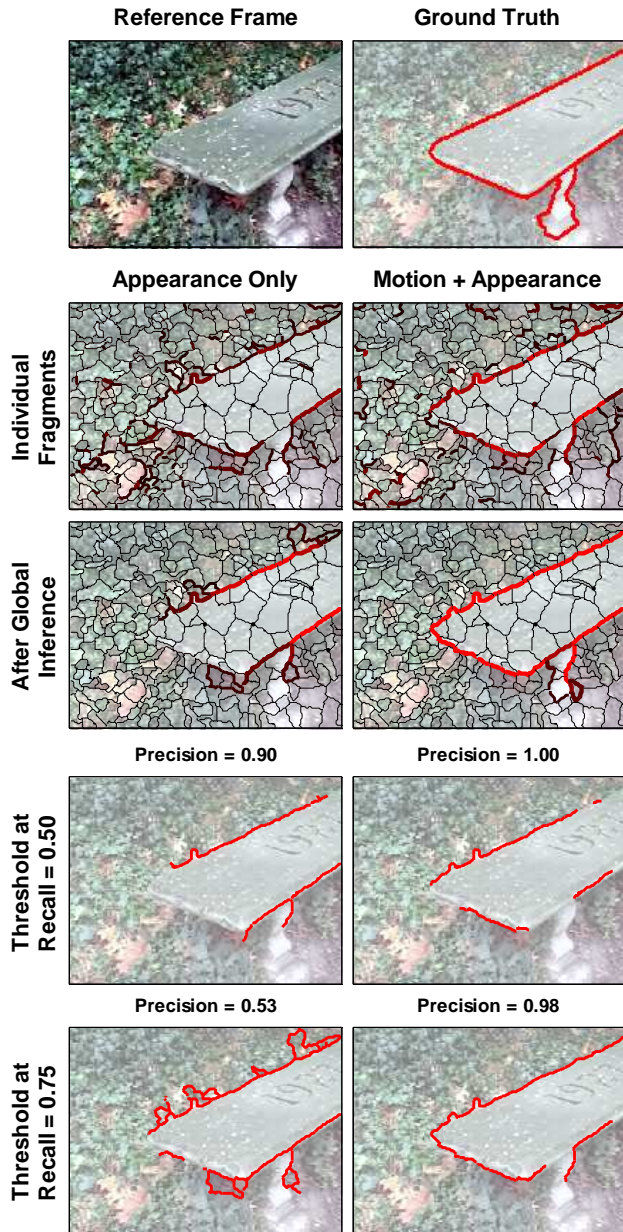 Reference Frame
Ground Truth
Appearance Only
Motion + Appearance
Individual
Fragments
After Global
Inference
Precision = 0.90
Precision = 1.00
Threshold at
Recall = 0.50
Precision = 0.53
Precision = 0.98
Threshold at
Recall = 0.75